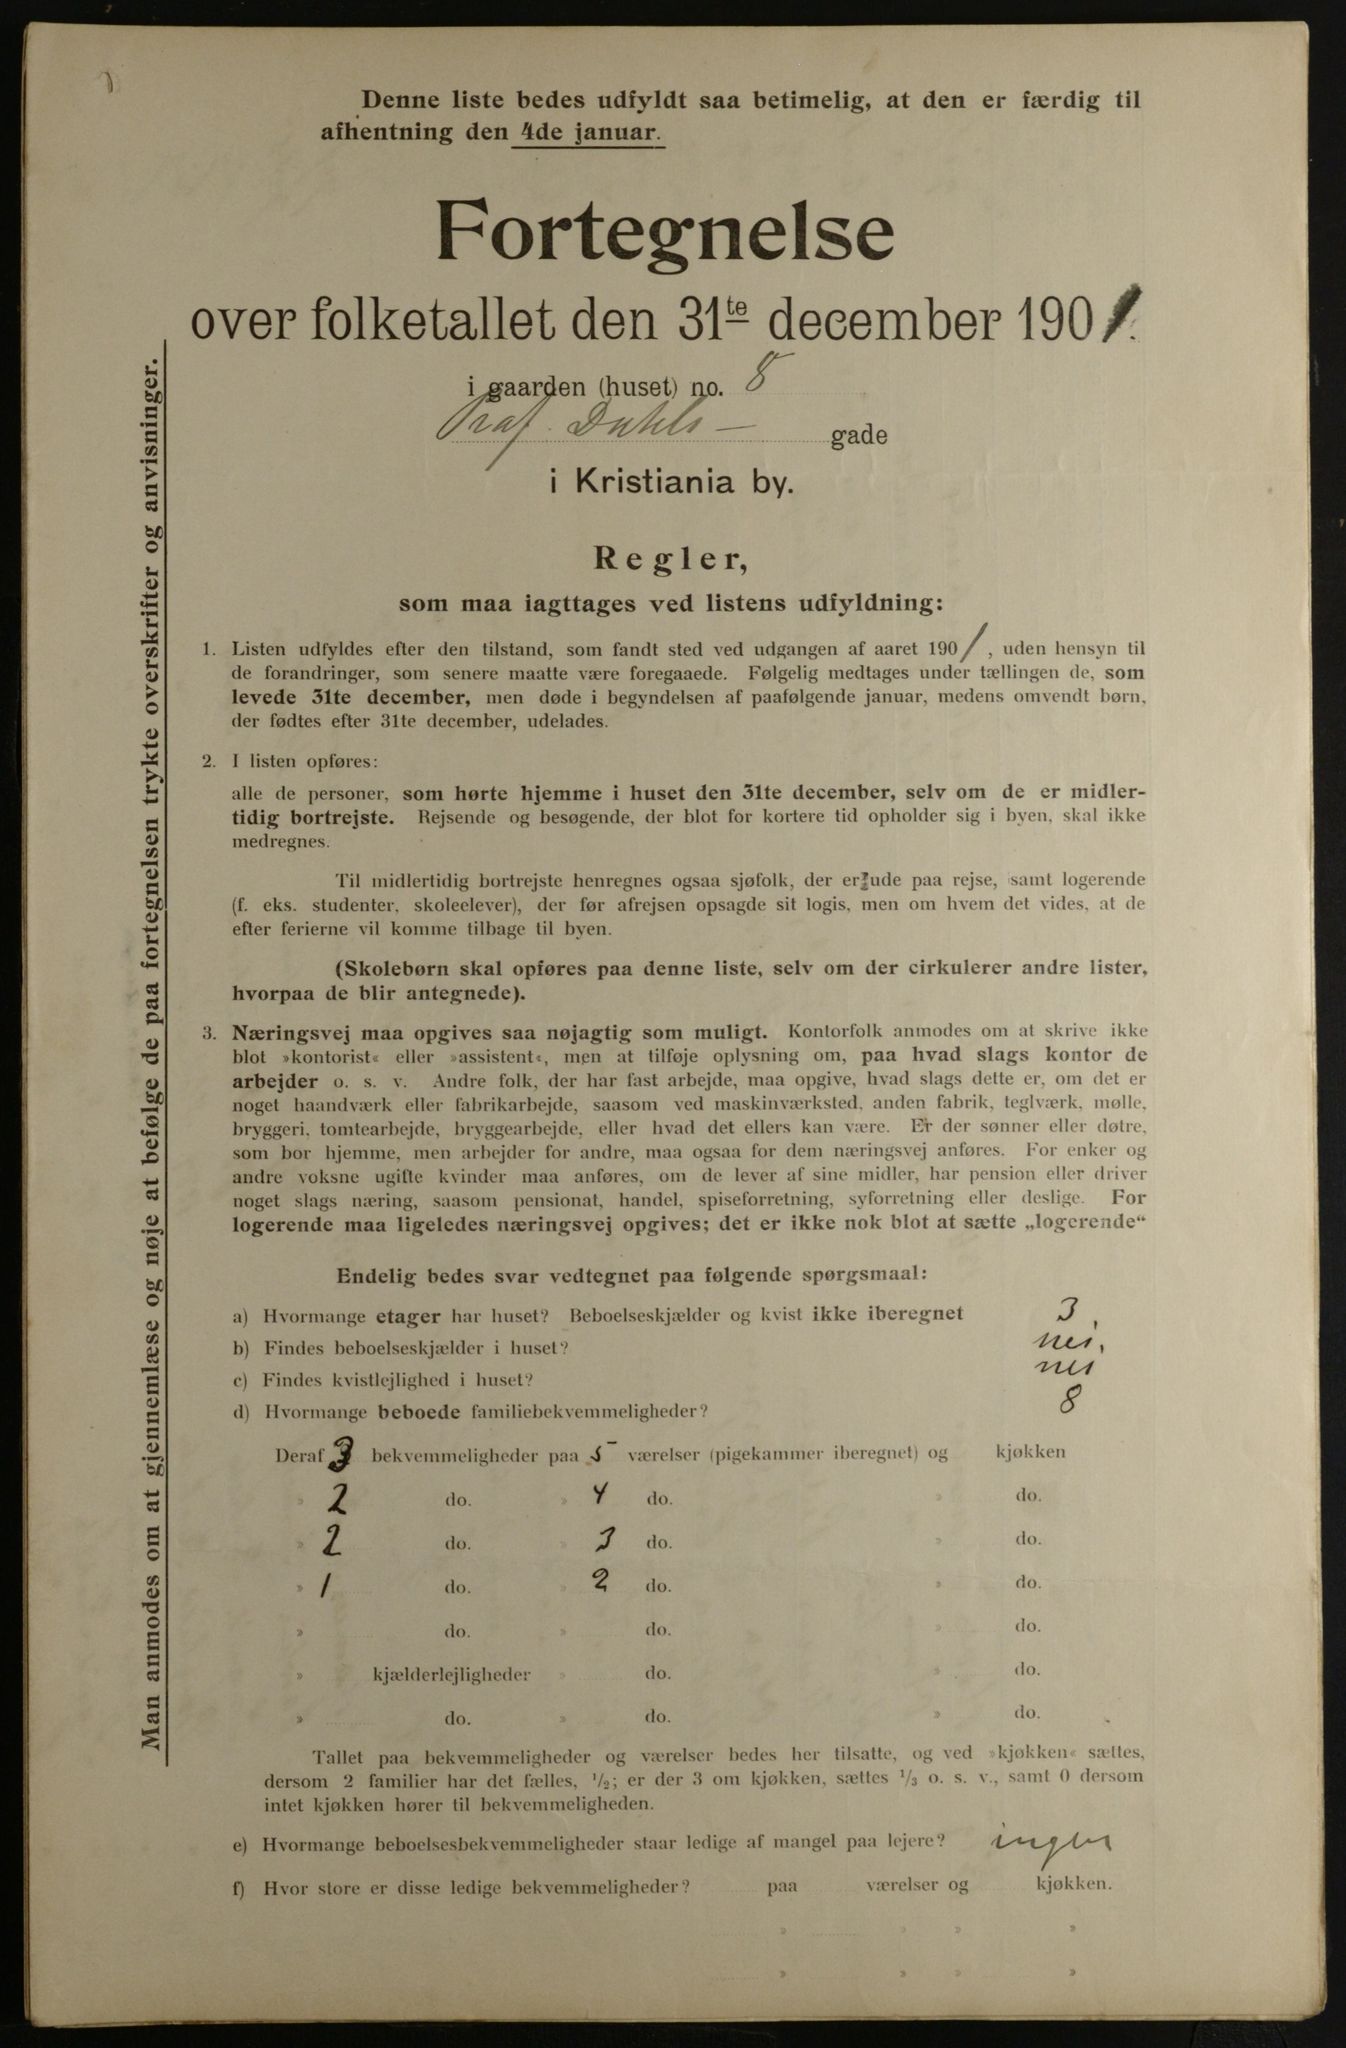 Denne liste bedes udfyldt saa betimelig, at den er færdig til
afhentning den 4de januar.
Fortegnelse
over folketallet den 31te december 1901.
i gaarden (huset) no. 8
Prof. Dahls — gade
i Kristiania by.
Regler,
som maa iagttages ved listens udfyldning:
1. Listen udfyldes efter den tilstand, som fandt sted ved udgangen af aaret 1901, uden hensyn til
de forandringer, som senere maatte være foregaaede. Følgelig medtages under tællingen de, som
levede 31te december, men døde i begyndelsen af paafølgende januar, medens omvendt børn,
der fødtes efter 31te december, udelades.
2. I listen opføres:
alle de personer, som hørte hjemme i huset den 31te december, selv om de er midler-
tidig bortrejste. Rejsende og besøgende, der blot for kortere tid opholder sig i byen, skal ikke
medregnes.
Til midlertidig bortrejste henregnes ogsaa sjøfolk, der er ude paa rejse, samt logerende
(f. eks. studenter, skoleelever), der før afrejsen opsagde sit logis, men om hvem det vides, at de
efter ferierne vil komme tilbage til byen.
(Skolebørn skal opføres paa denne liste, selv om der cirkulerer andre lister,
hvorpaa de blir antegnede).
3. Næringsvej maa opgives saa nøjagtig som muligt. Kontorfolk anmodes om at skrive ikke
blot »kontorist« eller »assistent«, men at tilføje oplysning om, paa hvad slags kontor de
arbejder o. s. v. Andre folk, der har fast arbejde, maa opgive, hvad slags dette er, om det er
noget haandværk eller fabrikarbejde, saasom ved maskinværksted, anden fabrik, teglværk, mølle,
bryggeri, tomtearbejde, bryggearbejde, eller hvad det ellers kan være. Er der sønner eller døtre,
som bor hjemme, men arbejder for andre, maa ogsaa for dem næringsvej anføres. For enker og
andre voksne ugifte kvinder maa anføres, om de lever af sine midler, har pension eller driver
noget slags næring, saasom pensionat, handel, spiseforretning, syforretning eller deslige. For
logerende maa ligeledes næringsvej opgives; det er ikke nok blot at sætte „logerende“
Endelig bedes svar vedtegnet paa følgende spørgsmaal:
a) Hvormange etager har huset? Beboelseskjælder og kvist ikke iberegnet 3
b) Findes beboelseskjælder i huset? nei.
c) Findes kvistlejlighed i huset? nei
d) Hvormange beboede familiebekvemmeligheder? 8
Deraf 3 bekvemmeligheder paa 5 værelser (pigekammer iberegnet) og kjøkken
» 2 do. » 4 do. » do.
» 2 do. » 3 do. » do.
» 1 do. » 2 do. » do.
» do. » do. » do.
» kjælderlejligheder » do. » do.
» do. » do. » do.
Tallet paa bekvemmeligheder og værelser bedes her tilsatte, og ved »kjøkken« sættes,
dersom 2 familier har det fælles, 1/2; er der 3 om kjøkken, sættes 1/3 o. s. v., samt 0 dersom
intet kjøkken hører til bekvemmeligheden.
e) Hvormange beboelsesbekvemmeligheder staar ledige af mangel paa lejere? ingen
f) Hvor store er disse ledige bekvemmeligheder? paa værelser og kjøkken.
» » » »
» » » »
Man anmodes om at gjennemlæse og nøje at befølge de paa fortegnelsen trykte overskrifter og anvisninger.